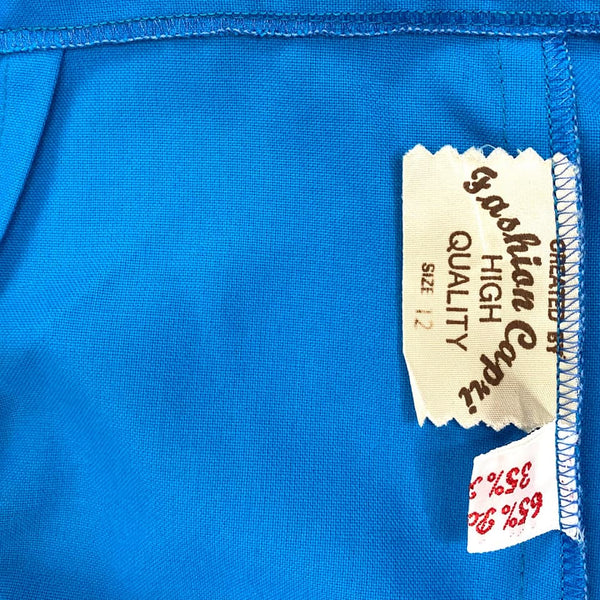 CREATED BY
Fashion Capri
HIGH
QUALITY
SIZE 12
65%
35%